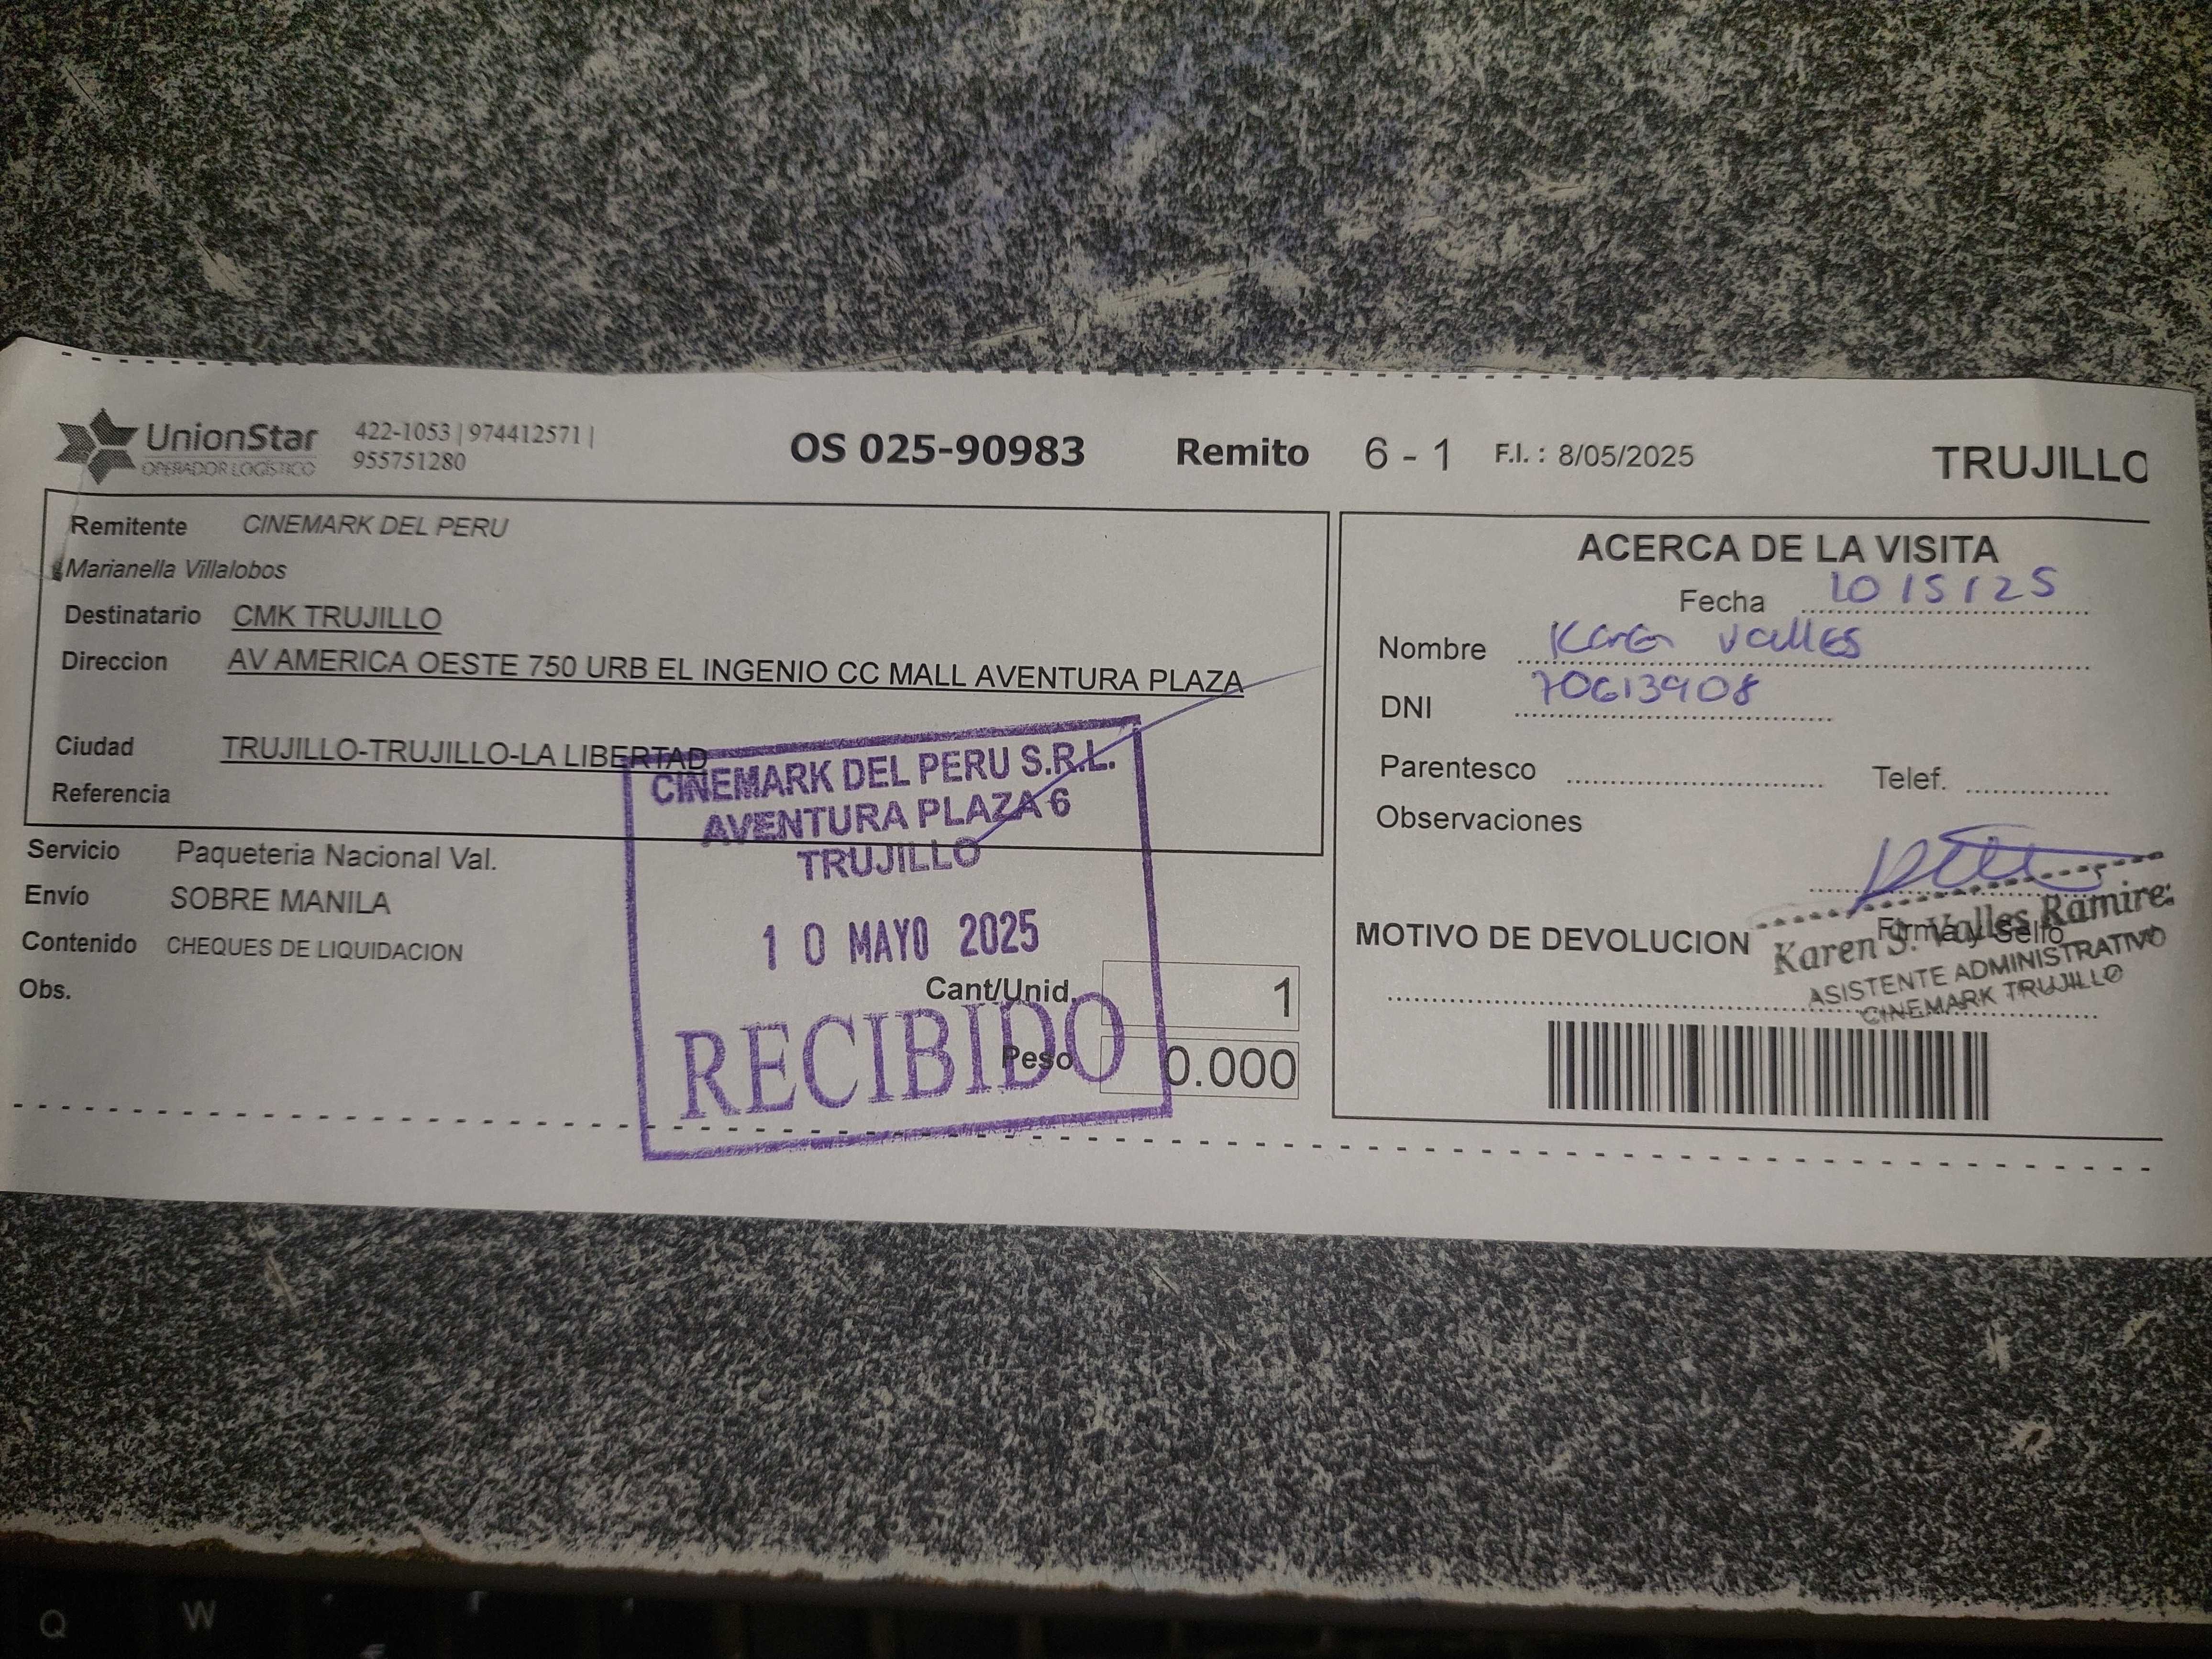 UnionStar
OPERADOR LOGÍSTICO
422-1053 | 974412571 |
955751280
OS 025-90983 Remito 6 - 1 F.I. : 8/05/2025 TRUJILLO
Remitente CINEMARK DEL PERU
Marianella Villalobos
Destinatario CMK TRUJILLO
Direccion AV AMERICA OESTE 750 URB EL INGENIO CC MALL AVENTURA PLAZA
Ciudad TRUJILLO-TRUJILLO-LA LIBERTAD
Referencia
Servicio Paqueteria Nacional Val.
Envío SOBRE MANILA
Contenido CHEQUES DE LIQUIDACION
Obs.
Cant/Unid. 1
Peso 0.000
CINEMARK DEL PERU S.R.L.
AVENTURA PLAZA 6
TRUJILLO
10 MAYO 2025
RECIBIDO
ACERCA DE LA VISITA
Fecha 10/5/25
Nombre Karen Valles
DNI 70613908
Parentesco Telef.
Observaciones
Firma y Sello
MOTIVO DE DEVOLUCION
Karen S. Valles Ramirez
ASISTENTE ADMINISTRATIVO
CINEMARK TRUJILLO
Q W